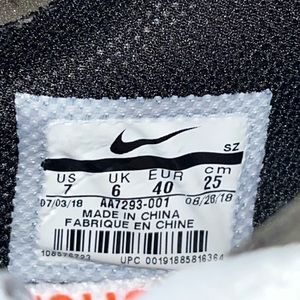 SZ
US UK EUR cm
7 6 40 25
07/03/18 AA7293-001 08/28/18
MADE IN CHINA
FABRIQUE EN CHINE
UPC 00191885816364